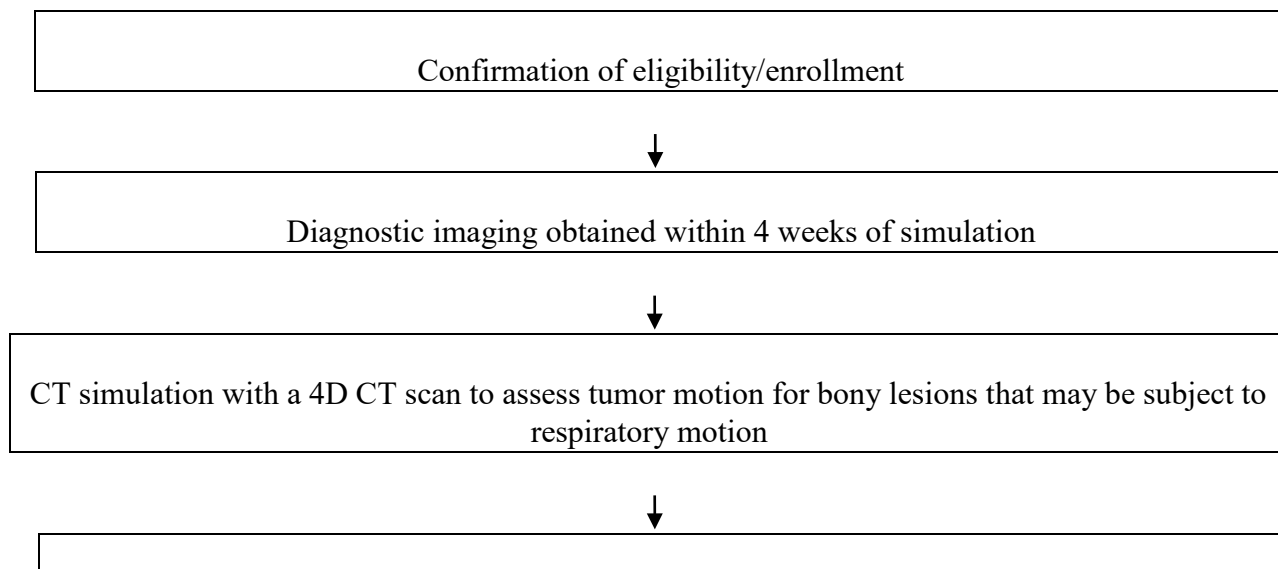 Confirmation of eligibility/enrollment
Diagnostic imaging obtained within 4 weeks of simulation
CT simulation with a 4D CT scan to assess tumor motion for bony lesions that may be subject to
respiratory motion